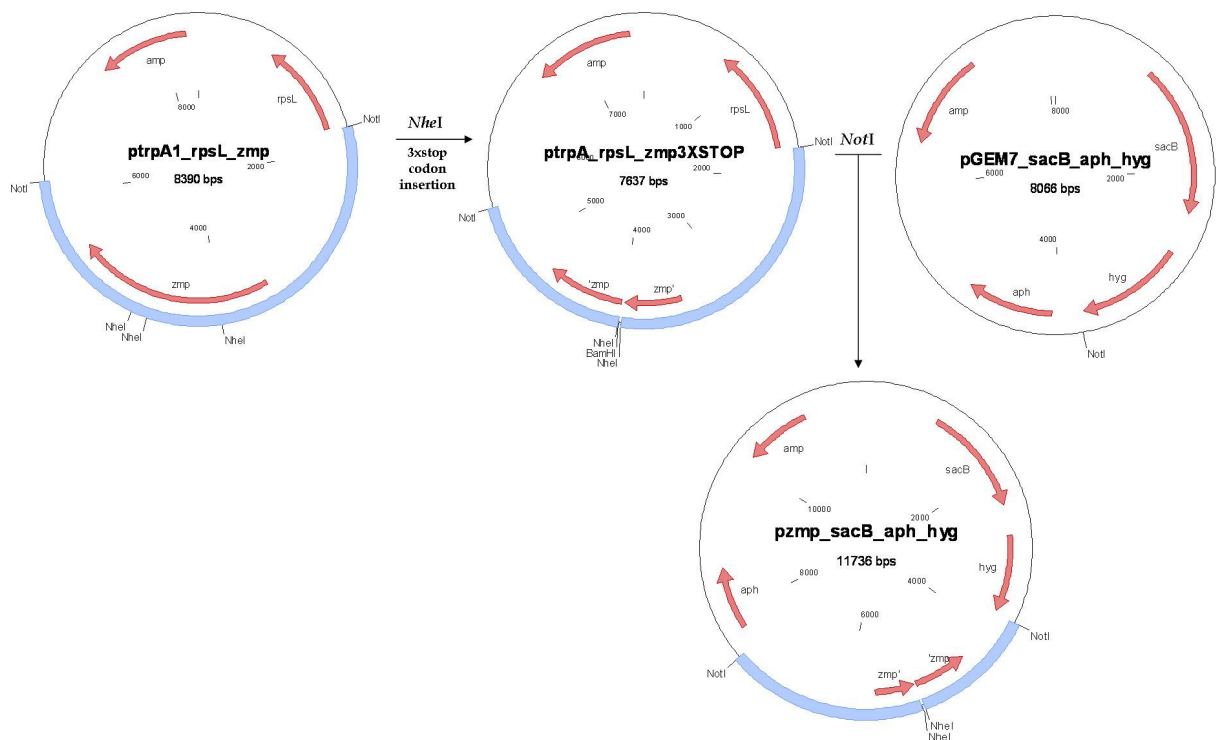 amp
rpsL
NotI
8000
2000
ptrpA1_rpsL_zmp
8390 bps
6000
NotI
4000
zmp
NheI
NheI
NheI
NheI
3xstop
codon
insertion
amp
rpsL
7000
1000
NotI
ptrpA_rpsL_zmp3XSTOP
2000
7637 bps
NotI
5000
3000
4000
'zmp
zmp'
NheI
BamHI
NheI
NotI
amp
8000
sacB
pGEM7_sacB_aph_hyg
6000
2000
8066 bps
4000
hyg
aph
NotI
amp
sacB
10000
2000
pzmp_sacB_aph_hyg
11736 bps
hyg
8000
4000
aph
6000
NotI
'zmp
NotI
zmp'
NheI
NheI